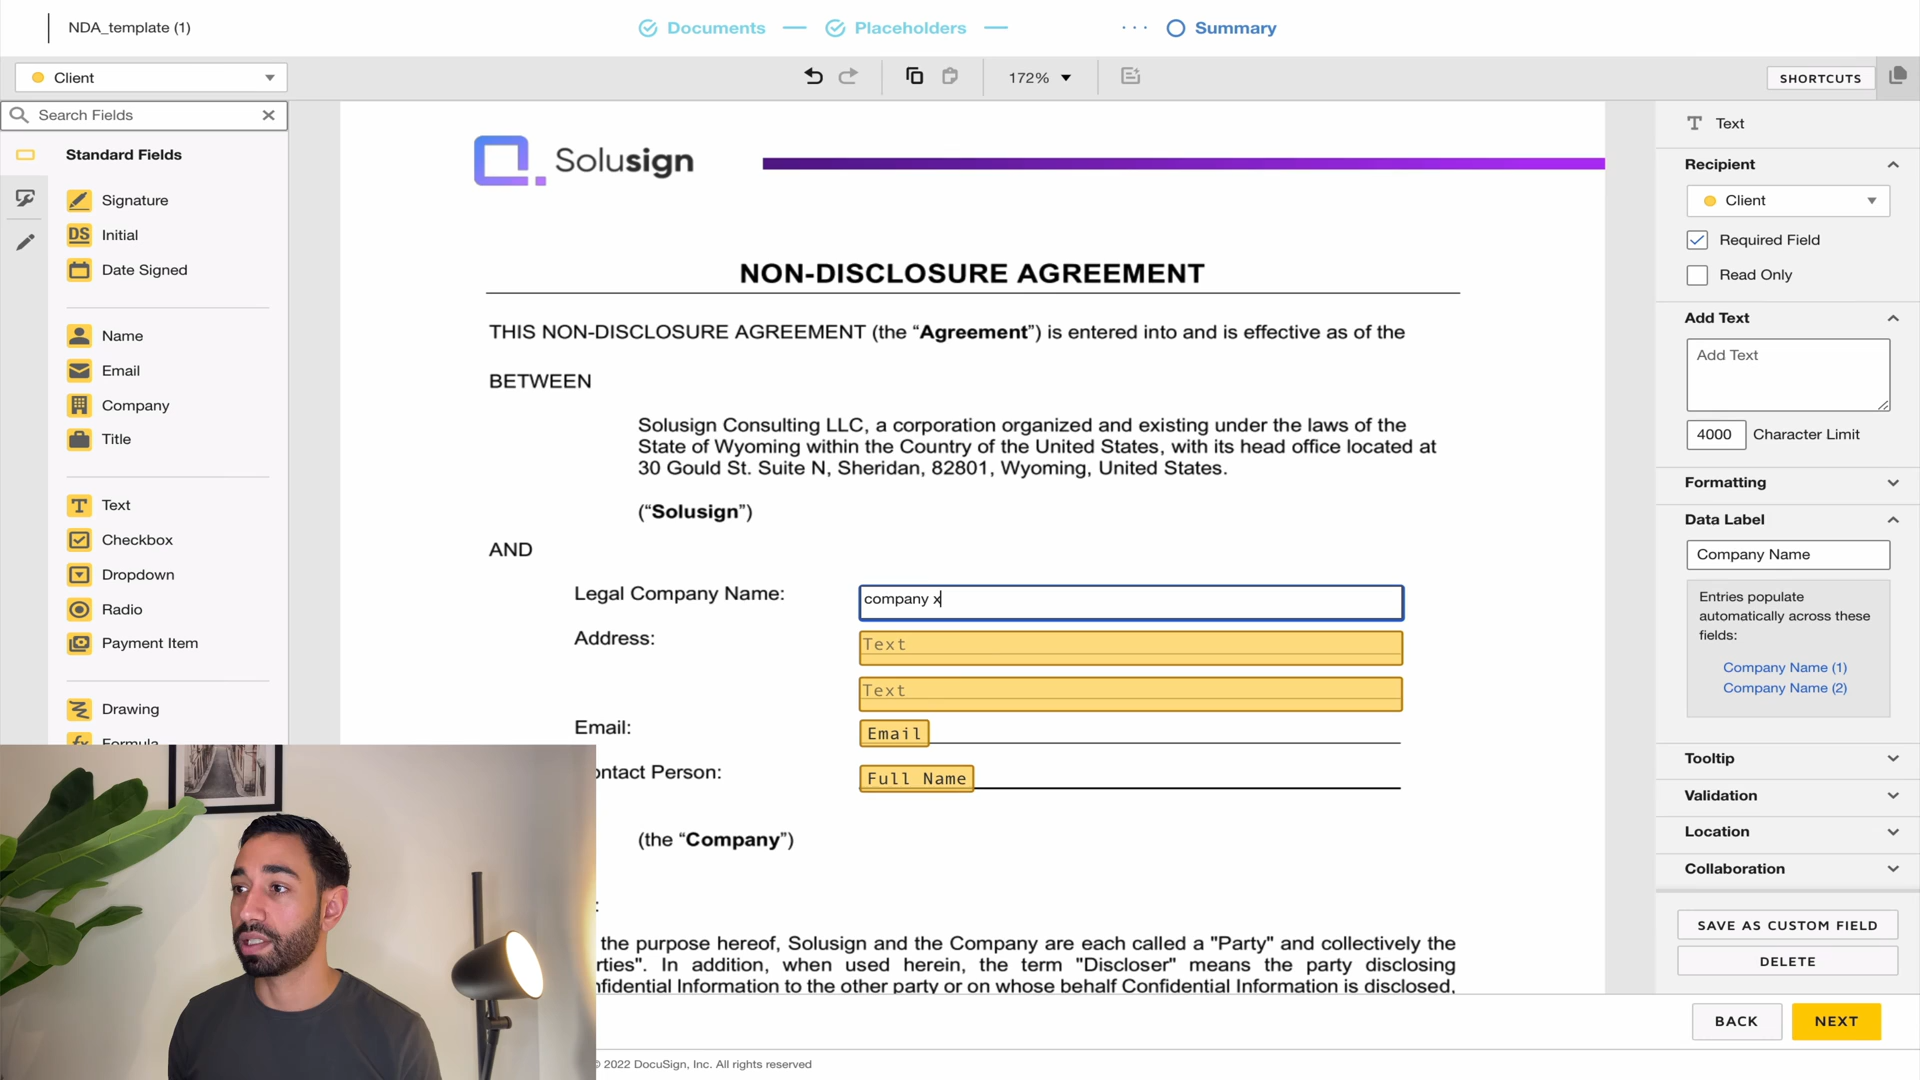 NDA_template (1)
Documents
Placeholders
Summary
Client
172%
SHORTCUTS
Search Fields
Standard Fields
Signature
DS Initial
Date Signed
Name
Email
Company
Title
Text
Checkbox
Dropdown
Radio
Payment Item
Drawing
Formula
Solusign
NON-DISCLOSURE AGREEMENT
THIS NON-DISCLOSURE AGREEMENT (the “Agreement”) is entered into and is effective as of the
BETWEEN
Solusign Consulting LLC, a corporation organized and existing under the laws of the
State of Wyoming within the Country of the United States, with its head office located at
30 Gould St. Suite N, Sheridan, 82801, Wyoming, United States.
(“Solusign”)
AND
Legal Company Name: company x
Address: Text
Text
Email: Email
ontact Person: Full Name
(the “Company”)
:
the purpose hereof, Solusign and the Company are each called a "Party" and collectively the
rties". In addition, when used herein, the term "Discloser" means the party disclosing
nfidential Information to the other party or on whose behalf Confidential Information is disclosed,
Text
Recipient
Client
Required Field
Read Only
Add Text
Add Text
4000 Character Limit
Formatting
Data Label
Company Name
Entries populate
automatically across these
fields:
Company Name (1)
Company Name (2)
Tooltip
Validation
Location
Collaboration
SAVE AS CUSTOM FIELD
DELETE
BACK
NEXT
© 2022 DocuSign, Inc. All rights reserved